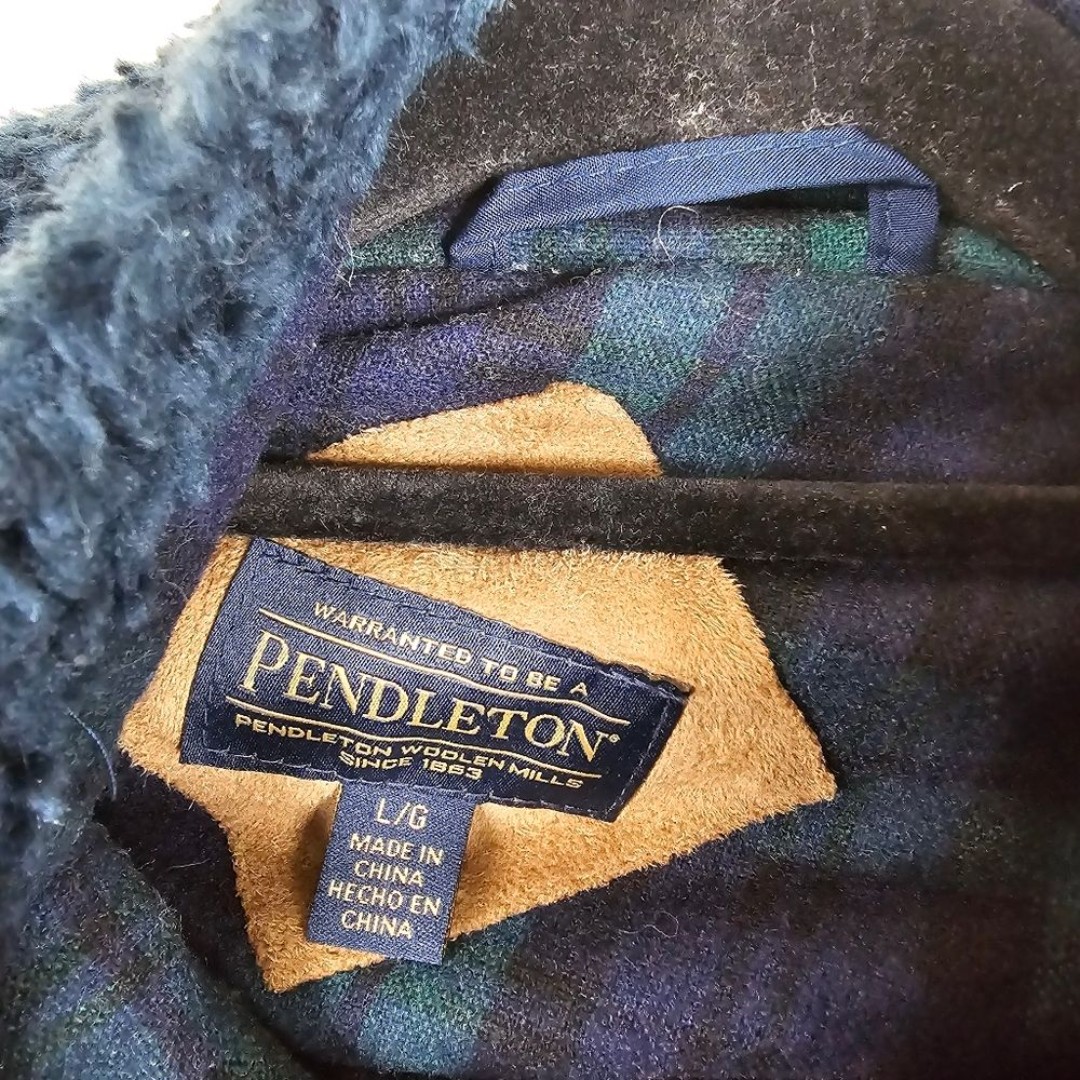 WARRANTED TO BE A
PENDLETON®
PENDLETON WOOLEN MILLS
SINCE 1863
L/G
MADE IN
CHINA
HECHO EN
CHINA